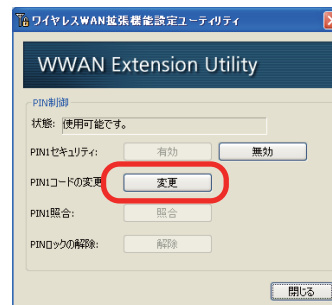 ワイヤレスWAN拡張機能設定ユーティリティ
WWAN Extension Utility
PIN制御
状態: 使用可能です。
PIN1セキュリティ: 有効 無効
PIN1コードの変更 変更
PIN1照合: 照合
PINロックの解除: 解除
閉じる